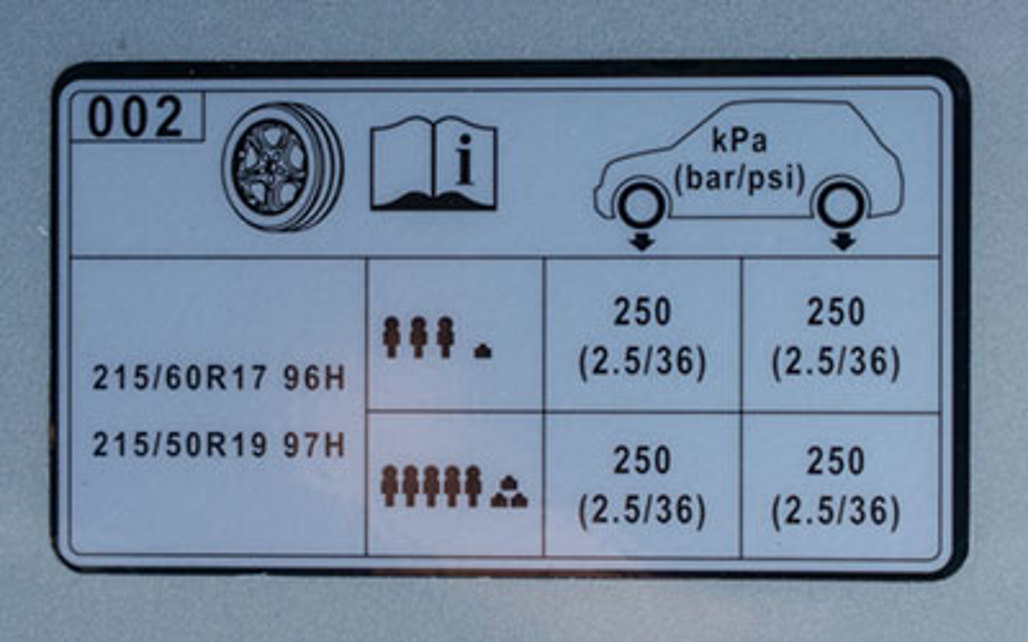 002
i
kPa
(bar/psi)
215/60R17 96H
215/50R19 97H
250
(2.5/36)
250
(2.5/36)
250
(2.5/36)
250
(2.5/36)